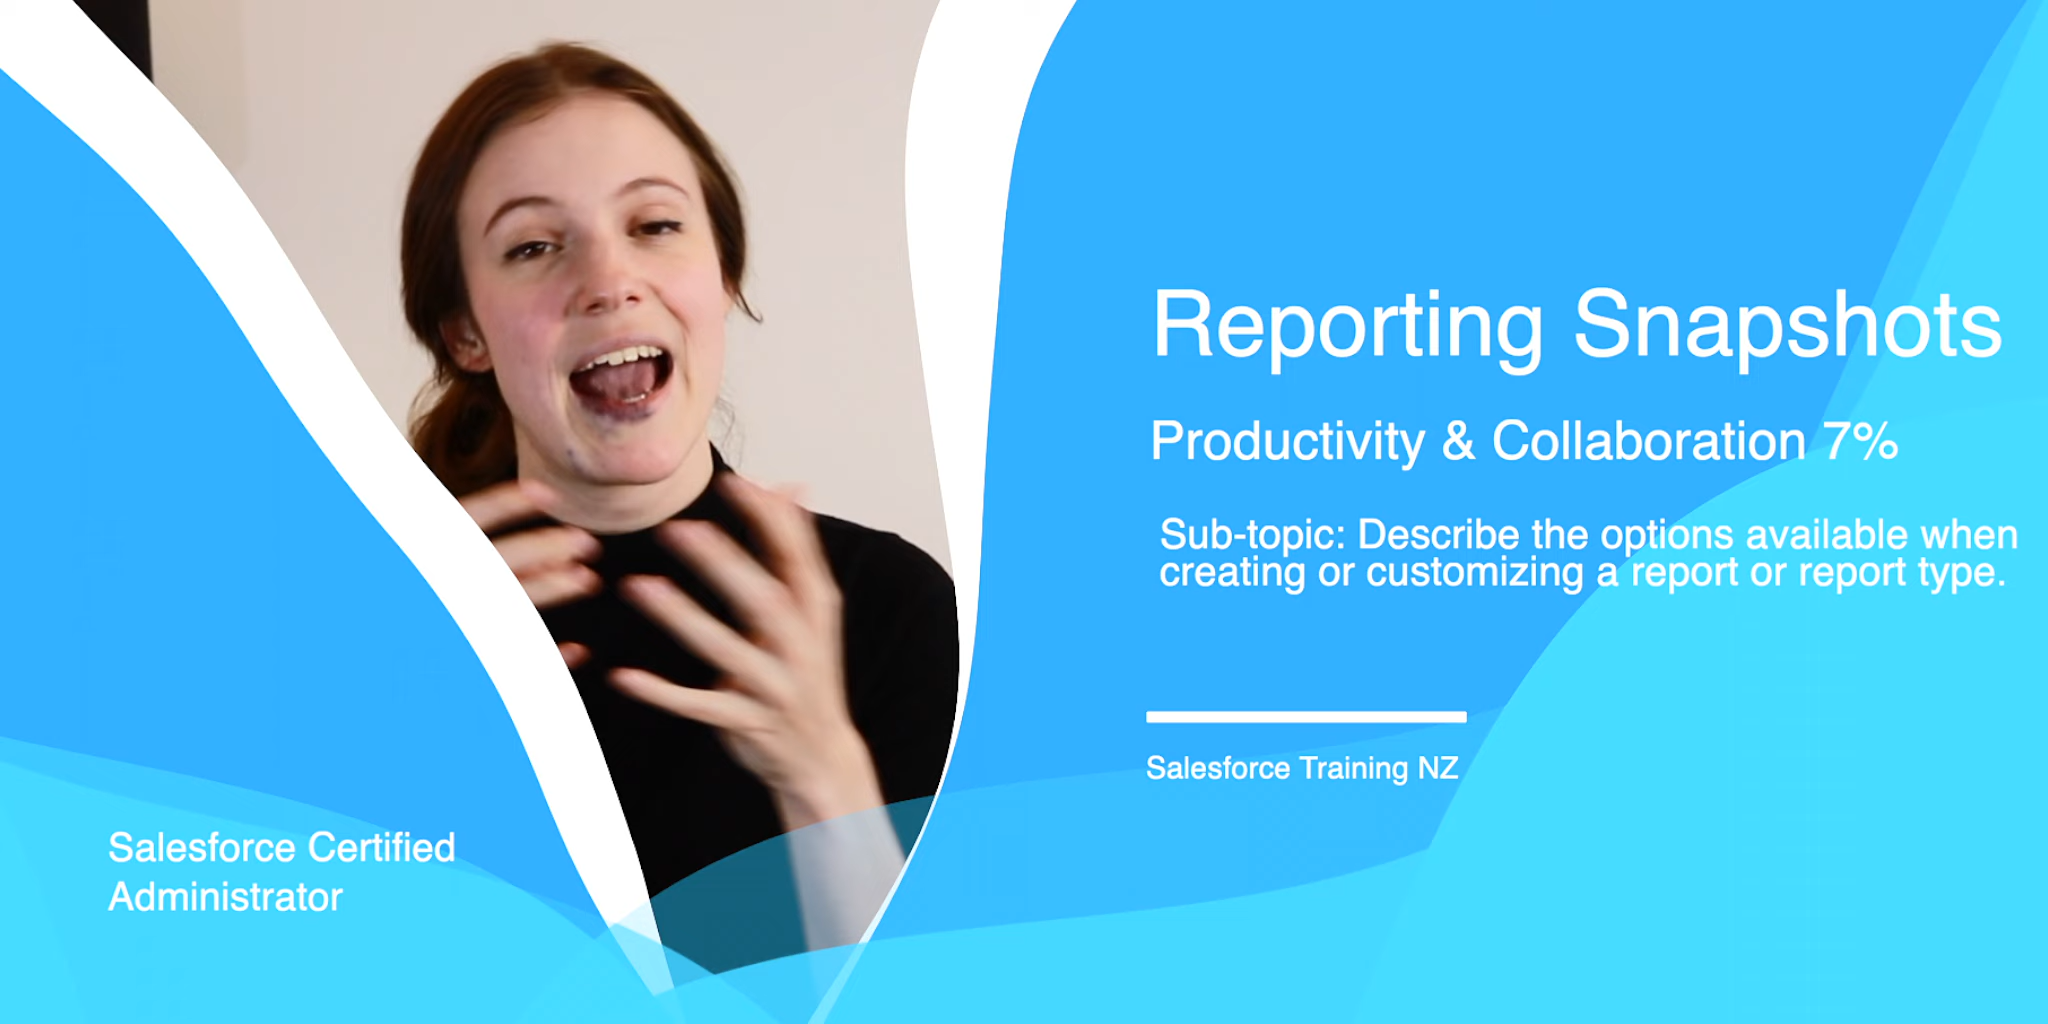 Reporting Snapshots
Productivity & Collaboration 7%
Sub-topic: Describe the options available when
creating or customizing a report or report type.
Salesforce Training NZ
Salesforce Certified
Administrator